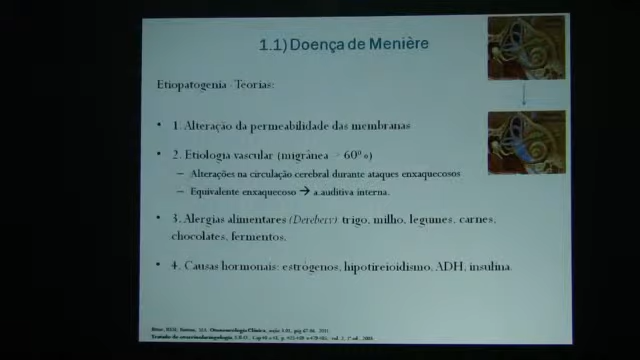 1.1) Doença de Menière
Etiopatogenia - Teorias:
• 1. Alteração da permeabilidade das membranas
• 2. Etiologia vascular (migrânea - 60%)
– Alterações na circulação cerebral durante ataques enxaquecosos
– Equivalente enxaquecoso → a.auditiva interna.
• 3. Alergias alimentares (Derebery) trigo, milho, legumes, carnes,
chocolates, fermentos.
• 4. Causas hormonais: estrógenos, hipotireioidismo, ADH, insulina.
Otoneurologia Clínica,
Tratado de otorrinolaringologia,